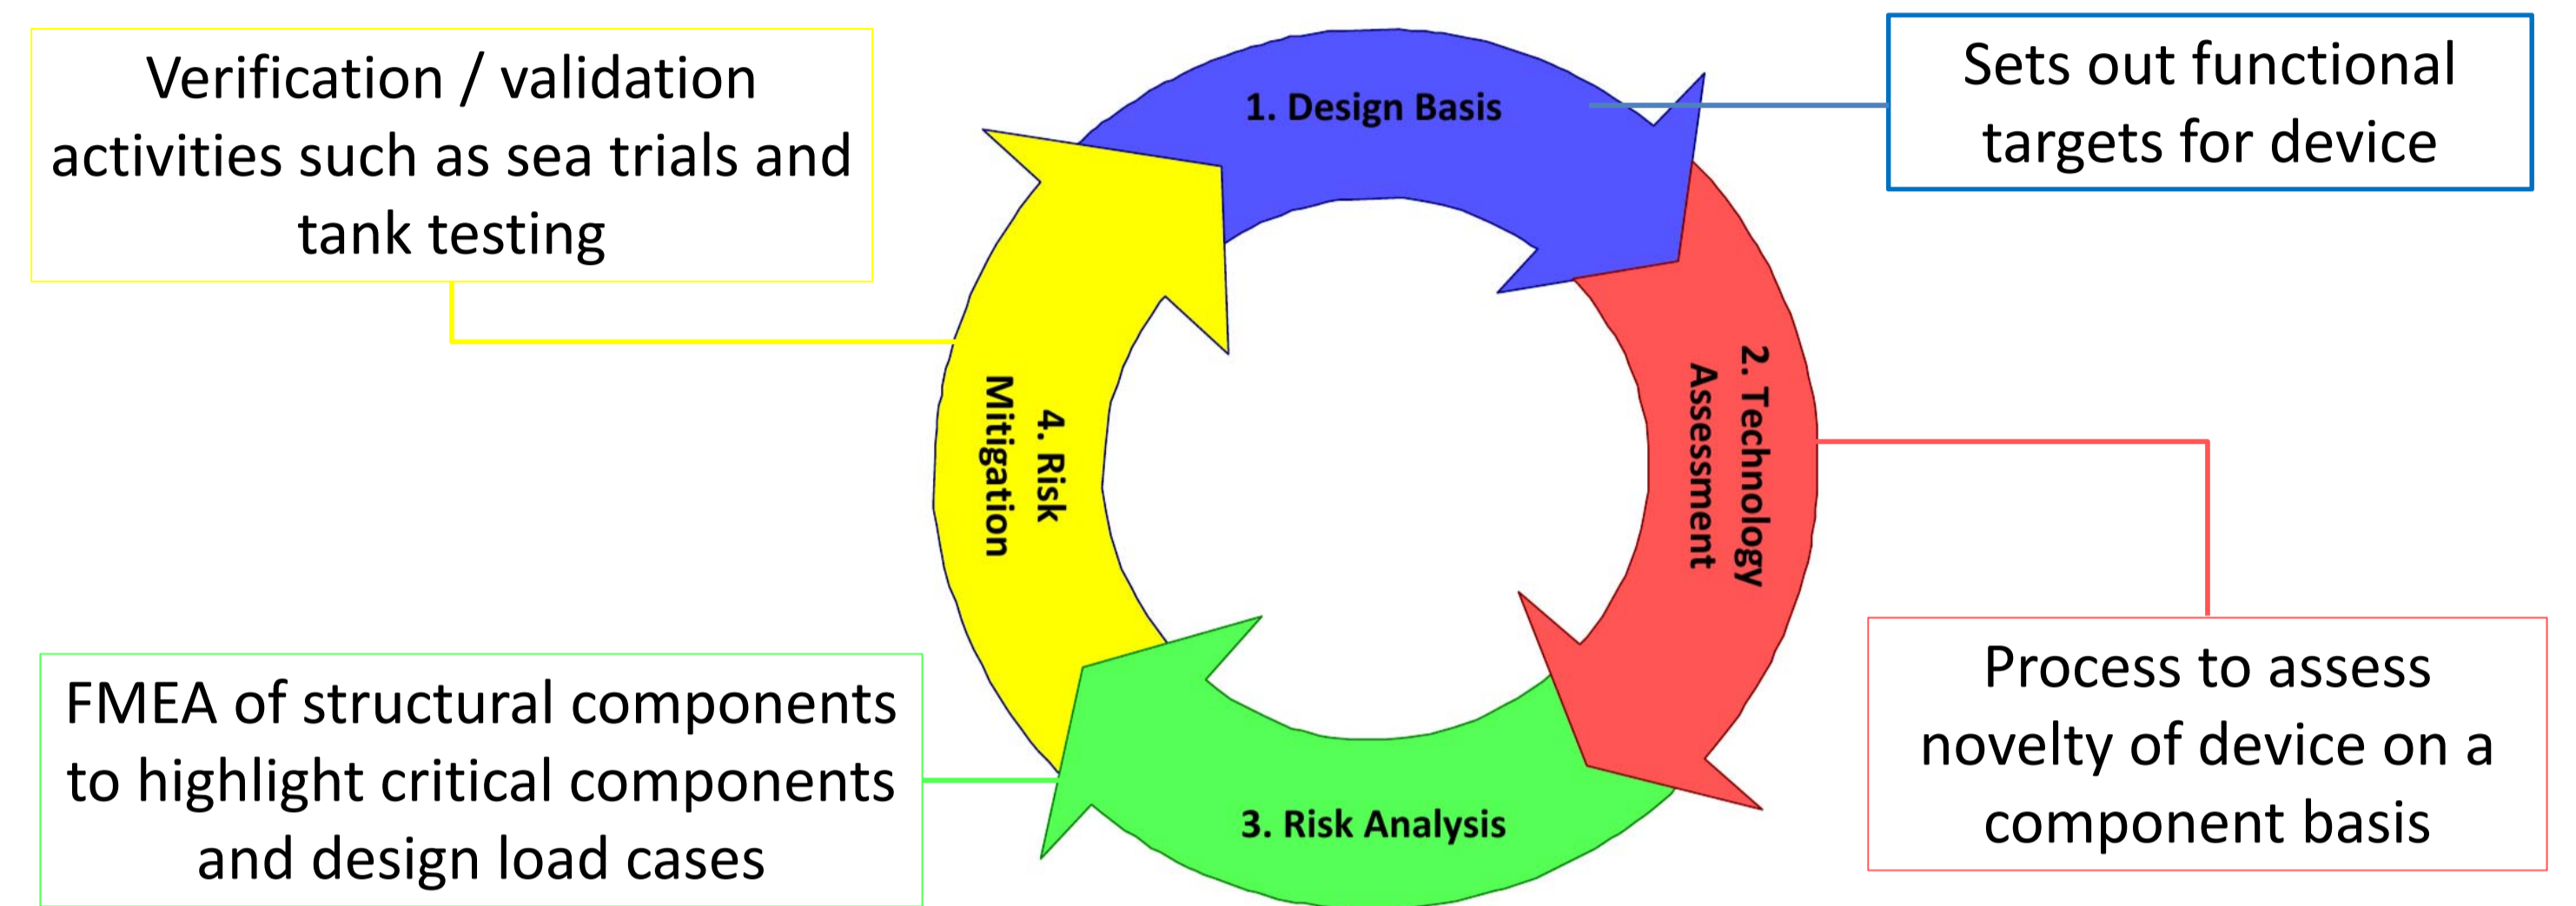 Verification / validation
activities such as sea trials and
tank testing
1. Design Basis
Sets out functional
targets for device
2. Technology
Assessment
Process to assess
novelty of device on a
component basis
3. Risk Analysis
FMEA of structural components
to highlight critical components
and design load cases
4. Risk
Mitigation